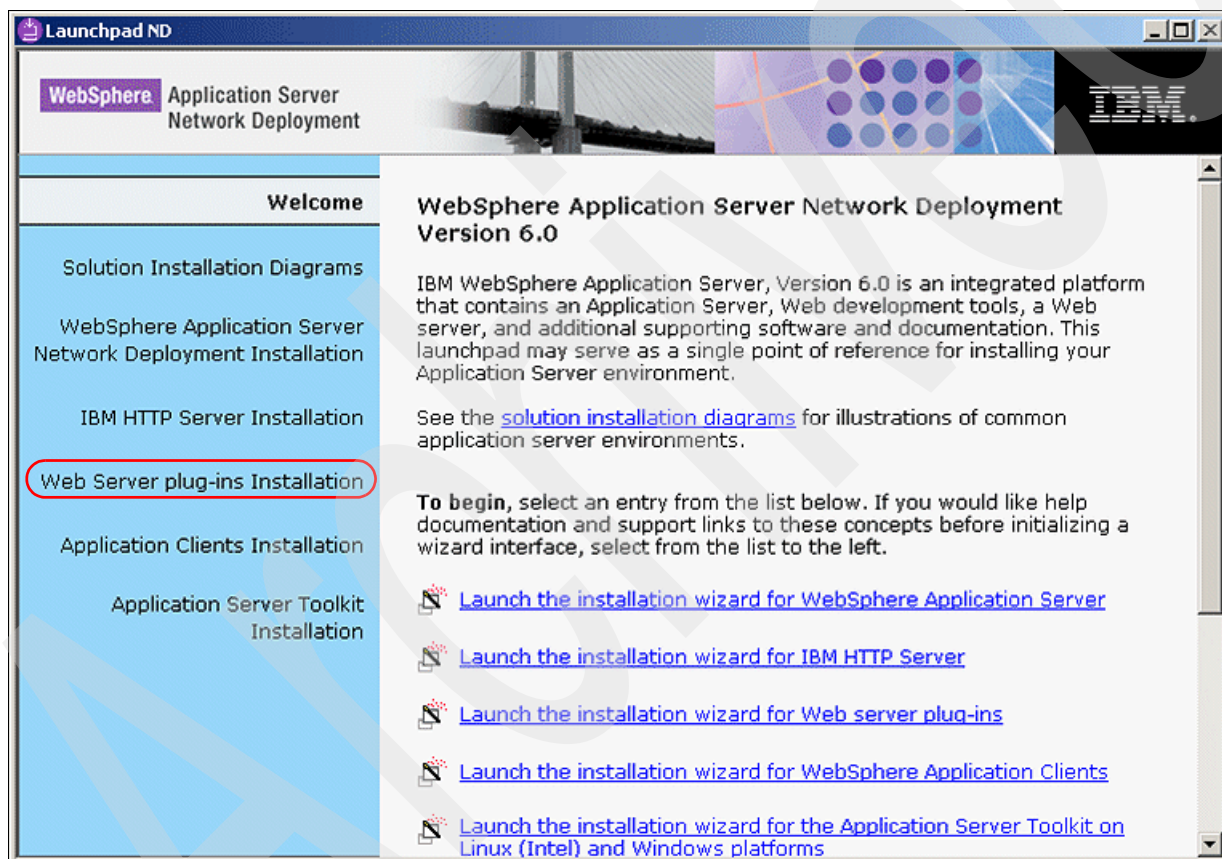 Launchpad ND
WebSphere. Application Server
Network Deployment
IBM.
Welcome
Solution Installation Diagrams
WebSphere Application Server
Network Deployment Installation
IBM HTTP Server Installation
Web Server plug-ins Installation
Application Clients Installation
Application Server Toolkit
Installation
WebSphere Application Server Network Deployment
Version 6.0
IBM WebSphere Application Server, Version 6.0 is an integrated platform
that contains an Application Server, Web development tools, a Web
server, and additional supporting software and documentation. This
launchpad may serve as a single point of reference for installing your
Application Server environment.
See the solution installation diagrams for illustrations of common
application server environments.
To begin, select an entry from the list below. If you would like help
documentation and support links to these concepts before initializing a
wizard interface, select from the list to the left.
Launch the installation wizard for WebSphere Application Server
Launch the installation wizard for IBM HTTP Server
Launch the installation wizard for Web server plug-ins
Launch the installation wizard for WebSphere Application Clients
Launch the installation wizard for the Application Server Toolkit on
Linux (Intel) and Windows platforms